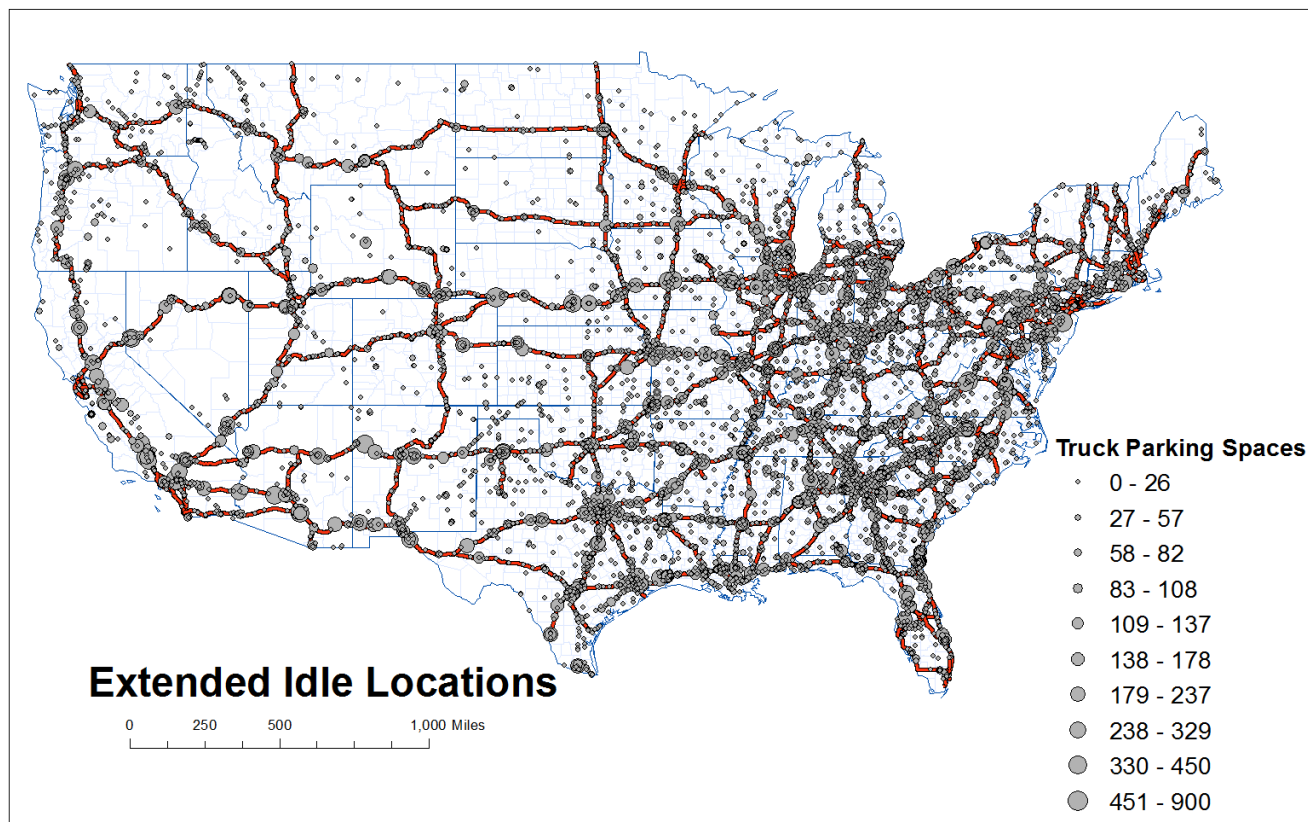 Truck Parking Spaces
0 - 26
27 - 57
58 - 82
83 - 108
109 - 137
138 - 178
179 - 237
238 - 329
330 - 450
451 - 900
Extended Idle Locations
0 250 500 1,000 Miles